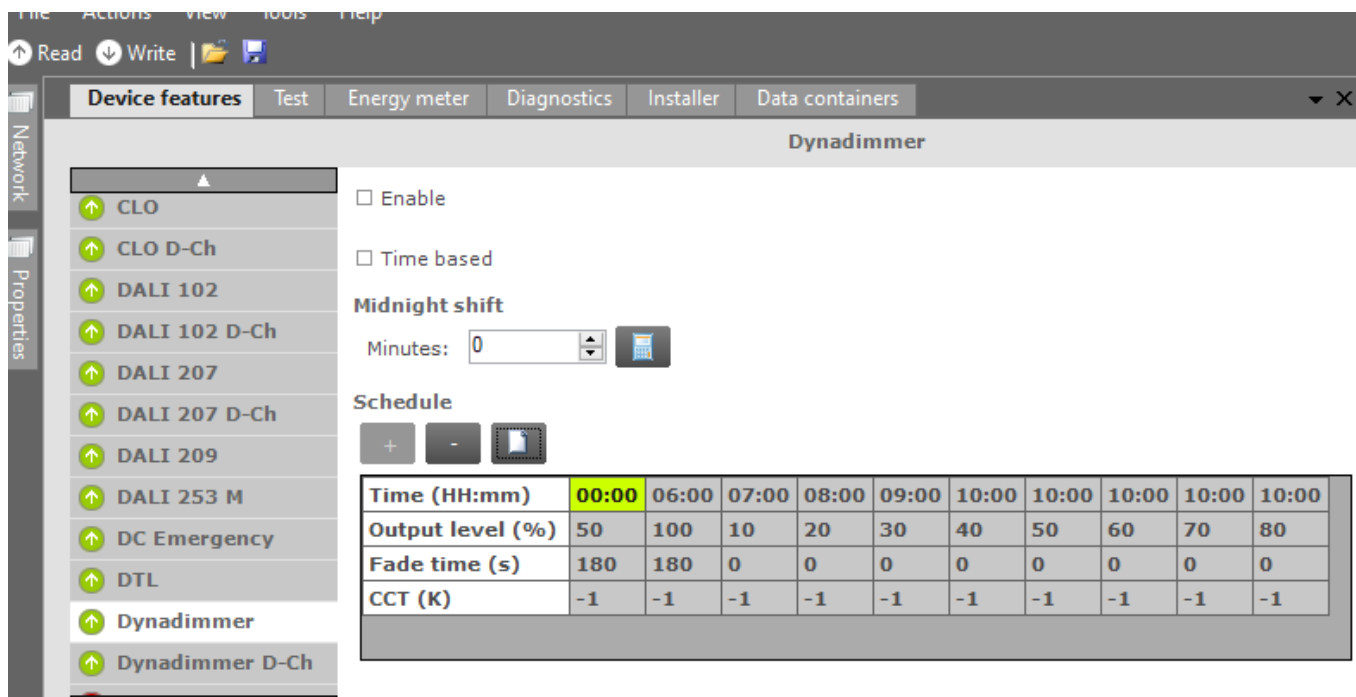 File Actions View Tools Help
Read Write
Device features Test Energy meter Diagnostics Installer Data containers
Dynadimmer
Network
Properties
CLO
CLO D-Ch
DALI 102
DALI 102 D-Ch
DALI 207
DALI 207 D-Ch
DALI 209
DALI 253 M
DC Emergency
DTL
Dynadimmer
Dynadimmer D-Ch
Enable
Time based
Midnight shift
Minutes: 0
Schedule
+ -
Time (HH:mm) 00:00 06:00 07:00 08:00 09:00 10:00 10:00 10:00 10:00 10:00
Output level (%) 50 100 10 20 30 40 50 60 70 80
Fade time (s) 180 180 0 0 0 0 0 0 0 0
CCT (K) -1 -1 -1 -1 -1 -1 -1 -1 -1 -1